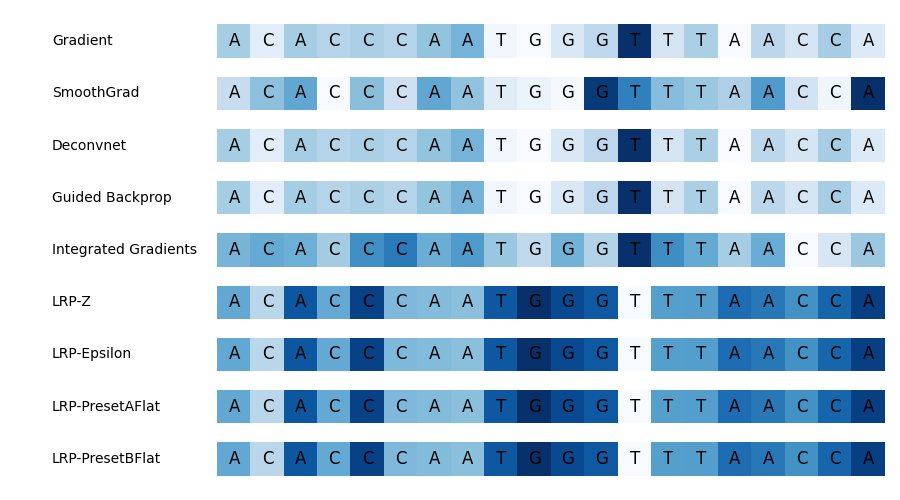 Gradient A C A C C C A A T G G G T T T A A C C A
SmoothGrad A C A C C C A A T G G G T T T A A C C A
Deconvnet A C A C C C A A T G G G T T T A A C C A
Guided Backprop A C A C C C A A T G G G T T T A A C C A
Integrated Gradients A C A C C C A A T G G G T T T A A C C A
LRP-Z A C A C C C A A T G G G T T T A A C C A
LRP-Epsilon A C A C C C A A T G G G T T T A A C C A
LRP-PresetAFlat A C A C C C A A T G G G T T T A A C C A
LRP-PresetBFlat A C A C C C A A T G G G T T T A A C C A